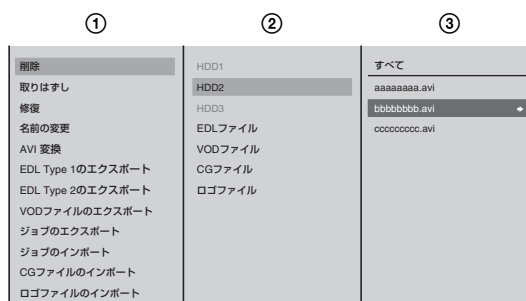 ①
②
③
削除
取りはずし
修復
名前の変更
AVI 変換
EDL Type 1のエクスポート
EDL Type 2のエクスポート
VODファイルのエクスポート
ジョブのエクスポート
ジョブのインポート
CGファイルのインポート
ロゴファイルのインポート
HDD1
HDD2
HDD3
EDLファイル
VODファイル
CGファイル
ロゴファイル
すべて
aaaaaaaa.avi
bbbbbbbb.avi
ccccccccc.avi